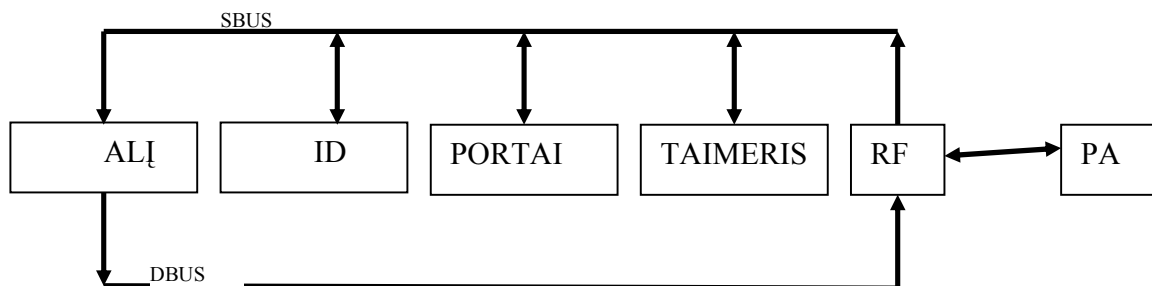 SBUS
ALĮ
ID
PORTAI
TAIMERIS
RF
PA
DBUS